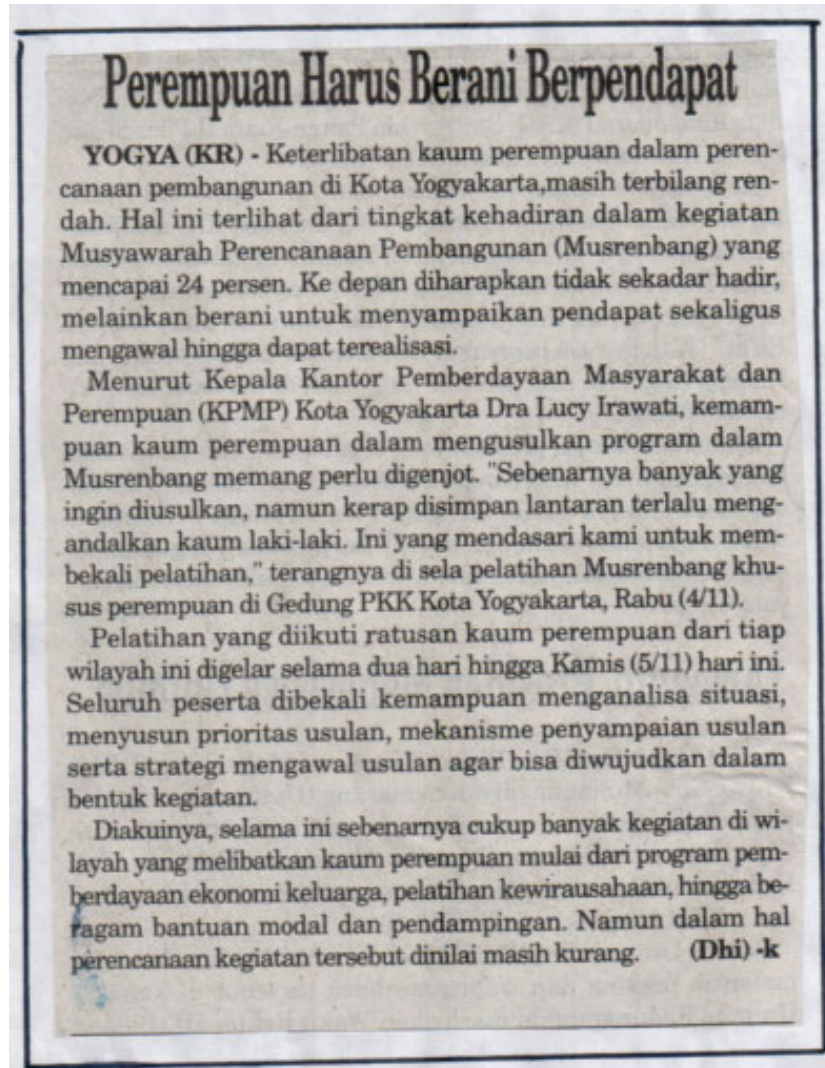 Perempuan Harus Berani Berpendapat
YOGYA (KR) - Keterlibatan kaum perempuan dalam peren-
canaan pembangunan di Kota Yogyakarta,masih terbilang ren-
dah. Hal ini terlihat dari tingkat kehadiran dalam kegiatan
Musyawarah Perencanaan Pembangunan (Musrenbang) yang
mencapai 24 persen. Ke depan diharapkan tidak sekadar hadir,
melainkan berani untuk menyampaikan pendapat sekaligus
mengawal hingga dapat terealisasi.
Menurut Kepala Kantor Pemberdayaan Masyarakat dan
Perempuan (KPMP) Kota Yogyakarta Dra Lucy Irawati, kemam-
puan kaum perempuan dalam mengusulkan program dalam
Musrenbang memang perlu digenjot. "Sebenarnya banyak yang
ingin diusulkan, namun kerap disimpan lantaran terlalu meng-
andalkan kaum laki-laki. Ini yang mendasari kami untuk mem-
bekali pelatihan," terangnya di sela pelatihan Musrenbang khu-
sus perempuan di Gedung PKK Kota Yogyakarta, Rabu (4/11).
Pelatihan yang diikuti ratusan kaum perempuan dari tiap
wilayah ini digelar selama dua hari hingga Kamis (5/11) hari ini.
Seluruh peserta dibekali kemampuan menganalisa situasi,
menyusun prioritas usulan, mekanisme penyampaian usulan
serta strategi mengawal usulan agar bisa diwujudkan dalam
bentuk kegiatan.
Diakuinya, selama ini sebenarnya cukup banyak kegiatan di wi-
layah yang melibatkan kaum perempuan mulai dari program pem-
berdayaan ekonomi keluarga, pelatihan kewirausahaan, hingga be-
ragam bantuan modal dan pendampingan. Namun dalam hal
perencanaan kegiatan tersebut dinilai masih kurang. (Dhi) -k